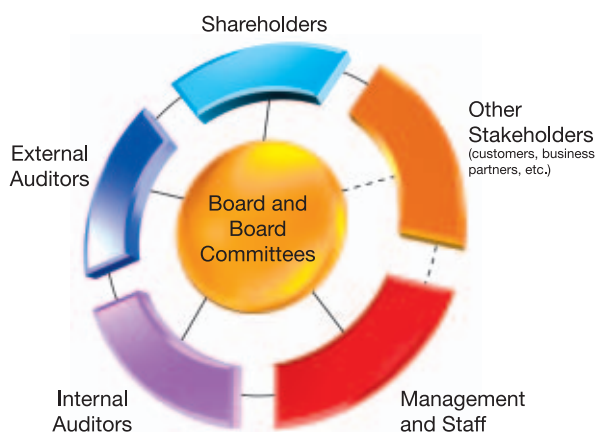 Shareholders
Other
Stakeholders
(customers, business
partners, etc.)
External
Auditors
Board and
Board
Committees
Internal
Auditors
Management
and Staff